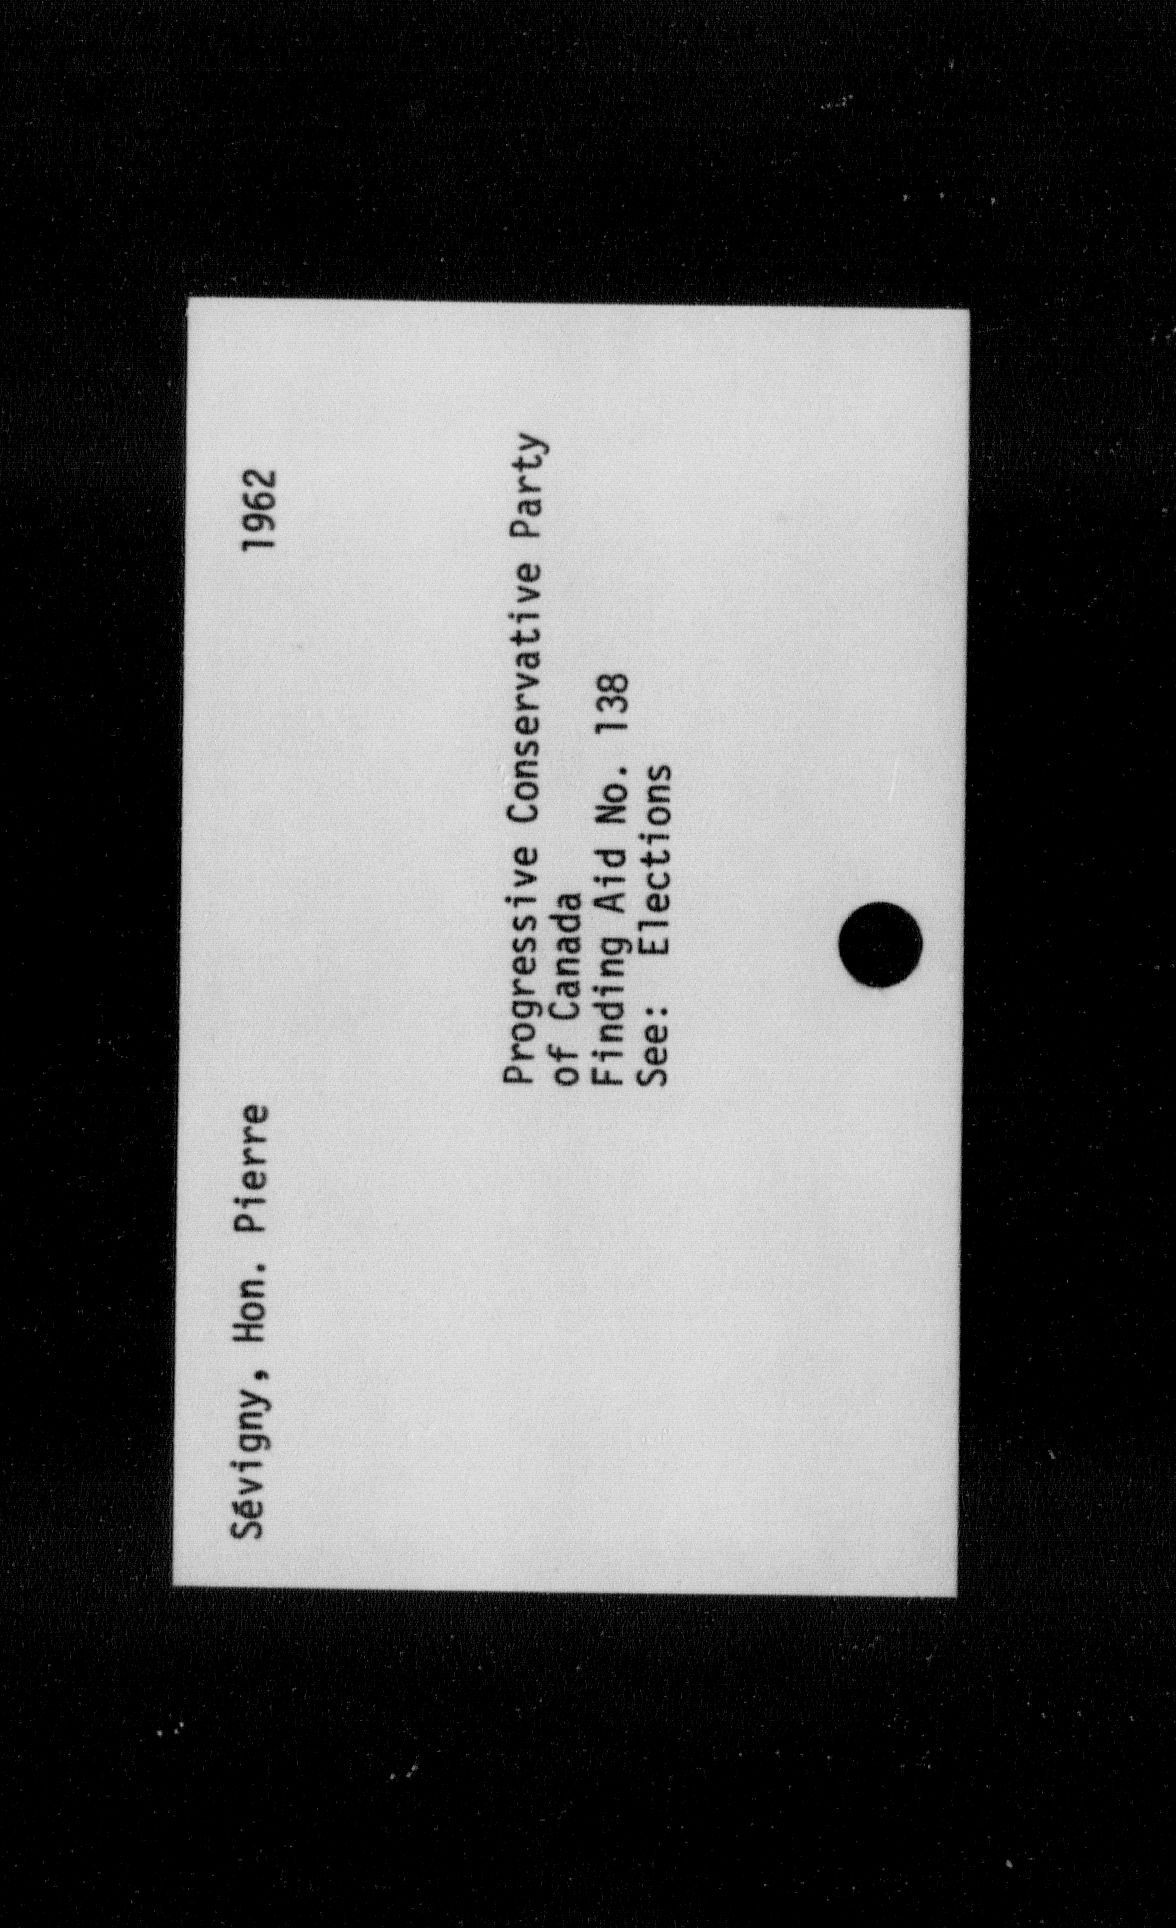 Sévigny, Hon. Pierre 1962
Progressive Conservative Party
of Canada
Finding Aid No. 138
See: Elections